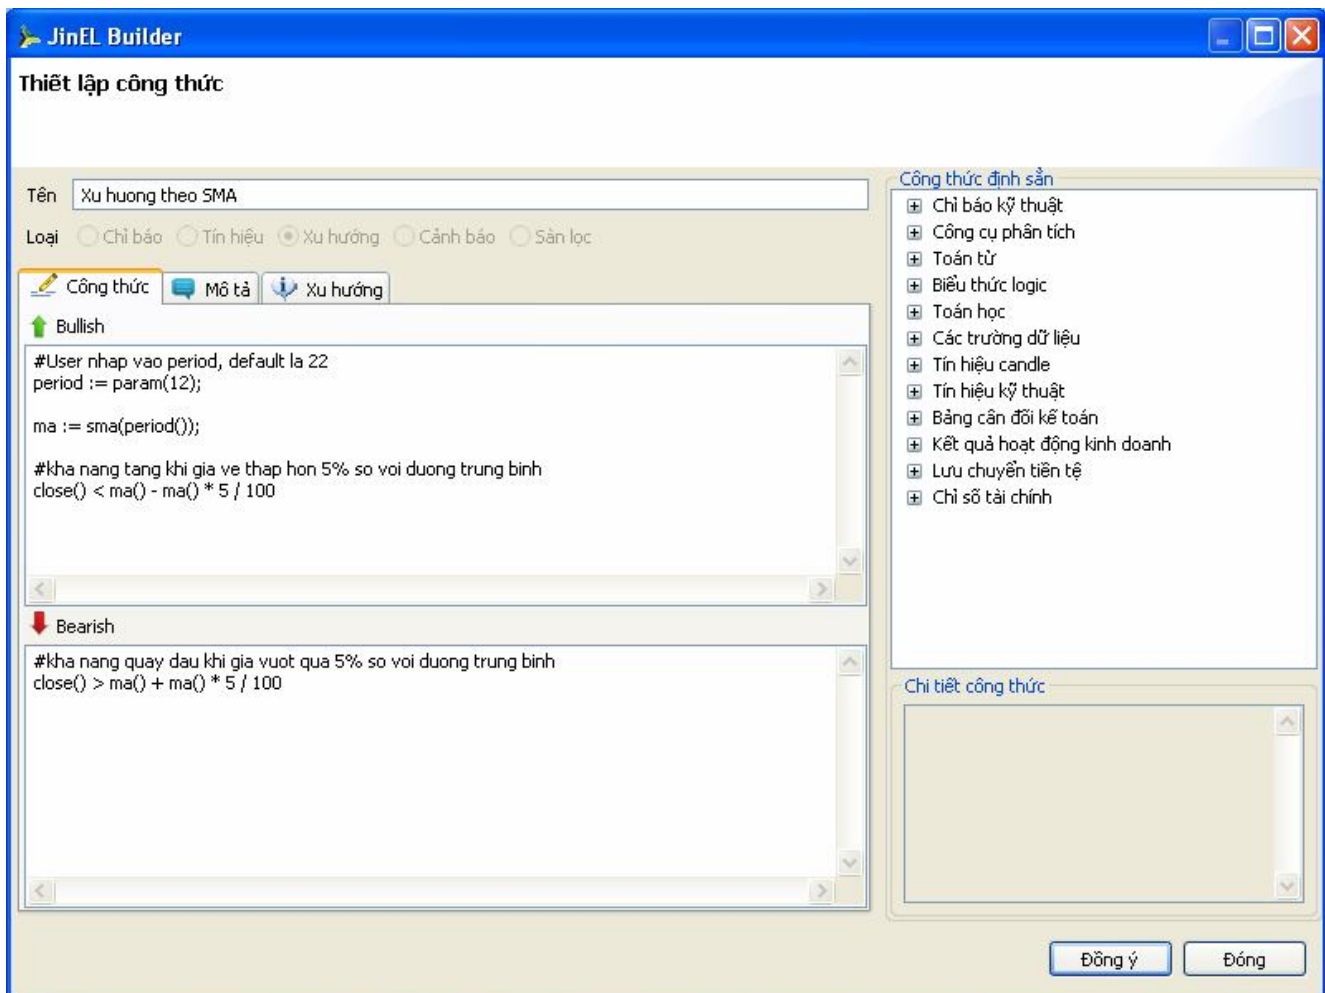 JinEL Builder
Thiết lập công thức
Tên Xu huong theo SMA
Loại Chỉ báo Tín hiệu Xu hướng Cảnh báo Sàn lọc
Công thức Mô tả Xu hướng
Bullish
#User nhap vao period, default la 22
period := param(12);
ma := sma(period());
#kha nang tang khi gia ve thap hon 5% so voi duong trung binh
close() < ma() - ma() * 5 / 100
Bearish
#kha nang quay dau khi gia vuot qua 5% so voi duong trung binh
close() > ma() + ma() * 5 / 100
Công thức định sẳn
Chỉ báo kỹ thuật
Công cụ phân tích
Toán tử
Biểu thức logic
Toán học
Các trường dữ liệu
Tín hiệu candle
Tín hiệu kỹ thuật
Bảng cân đối kế toán
Kết quả hoạt động kinh doanh
Lưu chuyển tiền tệ
Chỉ số tài chính
Chi tiết công thức
Đồng ý Đóng